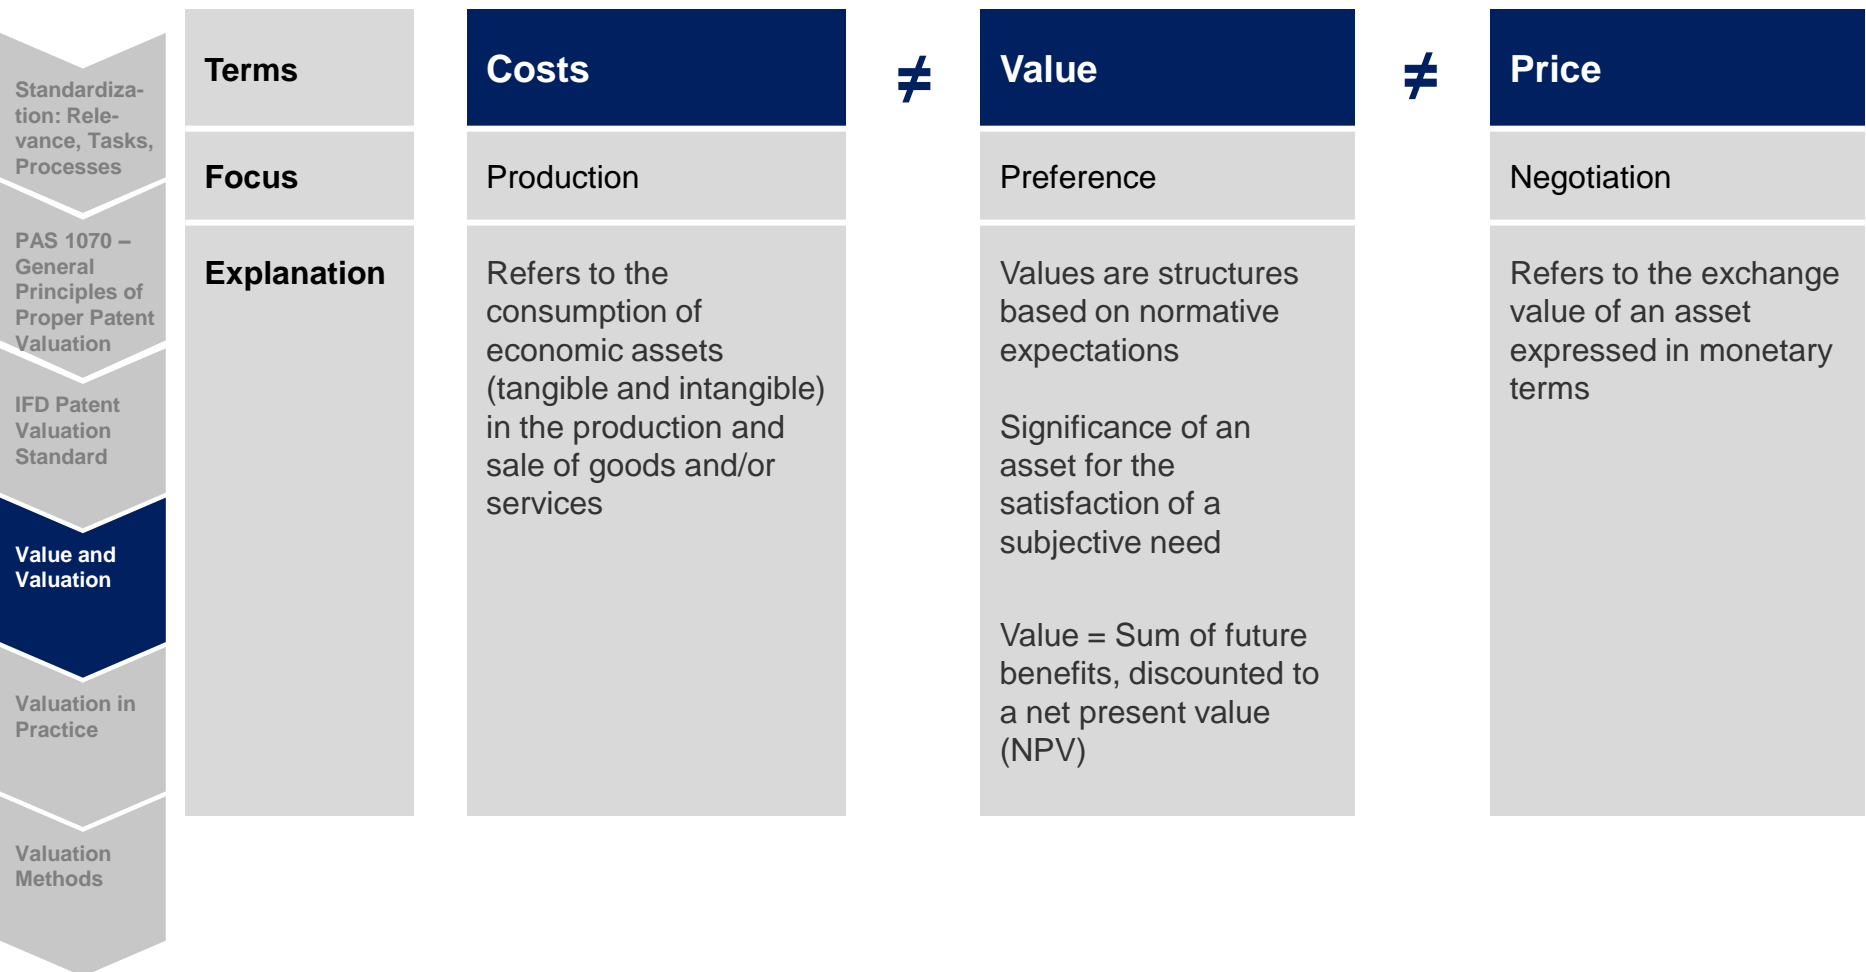 Standardiza-
tion: Rele-
vance, Tasks,
Processes
PAS 1070 –
General
Principles of
Proper Patent
Valuation
IFD Patent
Valuation
Standard
Value and
Valuation
Valuation in
Practice
Valuation
Methods
Terms
Costs
≠
Value
≠
Price
Focus
Production
Preference
Negotiation
Explanation
Refers to the
consumption of
economic assets
(tangible and intangible)
in the production and
sale of goods and/or
services
Values are structures
based on normative
expectations
Significance of an
asset for the
satisfaction of a
subjective need
Value = Sum of future
benefits, discounted to
a net present value
(NPV)
Refers to the exchange
value of an asset
expressed in monetary
terms